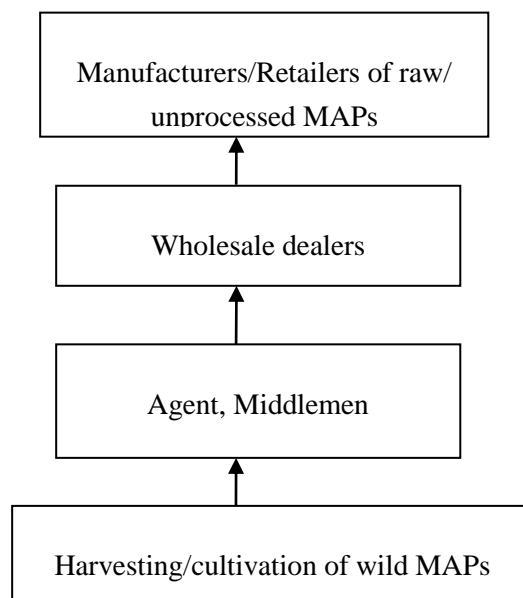 Manufacturers/Retailers of raw/
unprocessed MAPs
Wholesale dealers
Agent, Middlemen
Harvesting/cultivation of wild MAPs